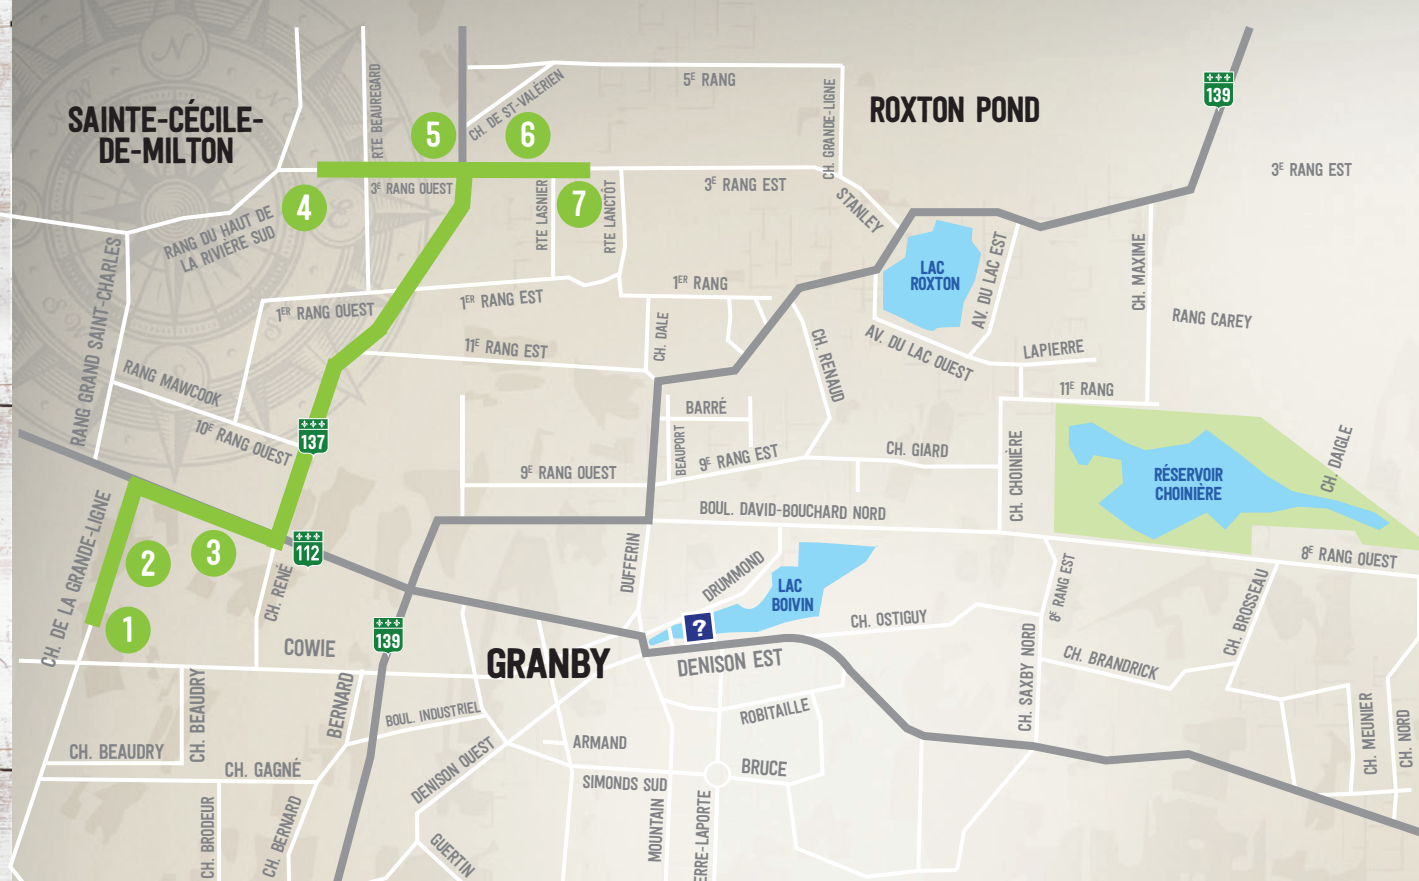 SAINTE-CÉCILE-
DE-MILTON
ROXTON POND
GRANBY
RTE BEAUREGARD
CH. DE ST-VALÉRIEN
5E RANG
CH. GRANDE-LIGNE
139
3E RANG EST
5
6
3E RANG OUEST
4
7
RTE LASNIER
RTE LANCTÔT
3E RANG EST
STANLEY
RANG DU HAUT DE
LA RIVIÈRE SUD
RANG GRAND SAINT-CHARLES
LAC
ROXTON
AV. DU LAC EST
CH. MAXIME
RANG CAREY
1ER RANG OUEST
1ER RANG EST
1ER RANG
CH. DALE
CH. RENAUD
AV. DU LAC OUEST
LAPIERRE
11E RANG EST
11E RANG
RANG MAWCOOK
10E RANG OUEST
137
BARRÉ
BEAUPORT
9E RANG OUEST
9E RANG EST
CH. GIARD
CH. CHOINIÈRE
RÉSERVOIR
CHOINIÈRE
CH. DAIGLE
BOUL. DAVID-BOUCHARD NORD
8E RANG OUEST
CH. DE LA GRANDE-LIGNE
2
3
112
1
CH. RENÉ
COWIE
139
DUFFERIN
DRUMMOND
LAC
BOIVIN
?
CH. OSTIGUY
DENISON EST
8E RANG EST
CH. SAXBY NORD
CH. BRANDRICK
CH. BROSSEAU
CH. MEUNIER
CH. NORD
CH. BEAUDRY
CH. BEAUDRY
BERNARD
BOUL. INDUSTRIEL
ROBITAILLE
CH. GAGNÉ
DENISON OUEST
ARMAND
SIMONDS SUD
BRUCE
CH. BRODEUR
CH. BERNARD
GUERTIN
MOUNTAIN
ERRE-LAPORTE
N